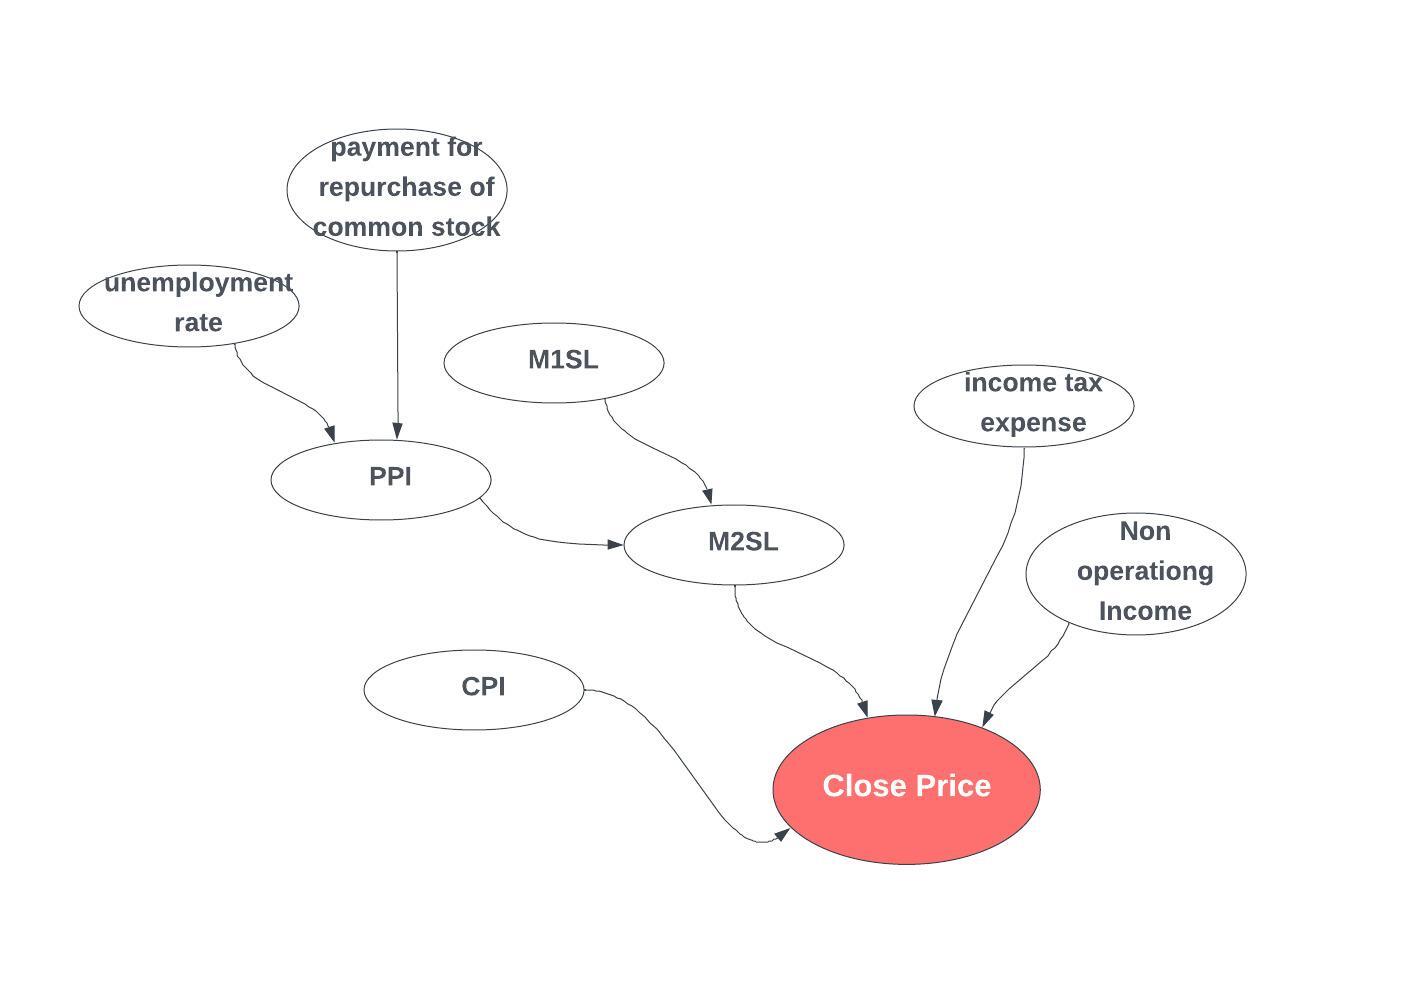 payment for
repurchase of
common stock
unemployment
rate
M1SL
income tax
expense
PPI
M2SL
Non
operationg
Income
CPI
Close Price